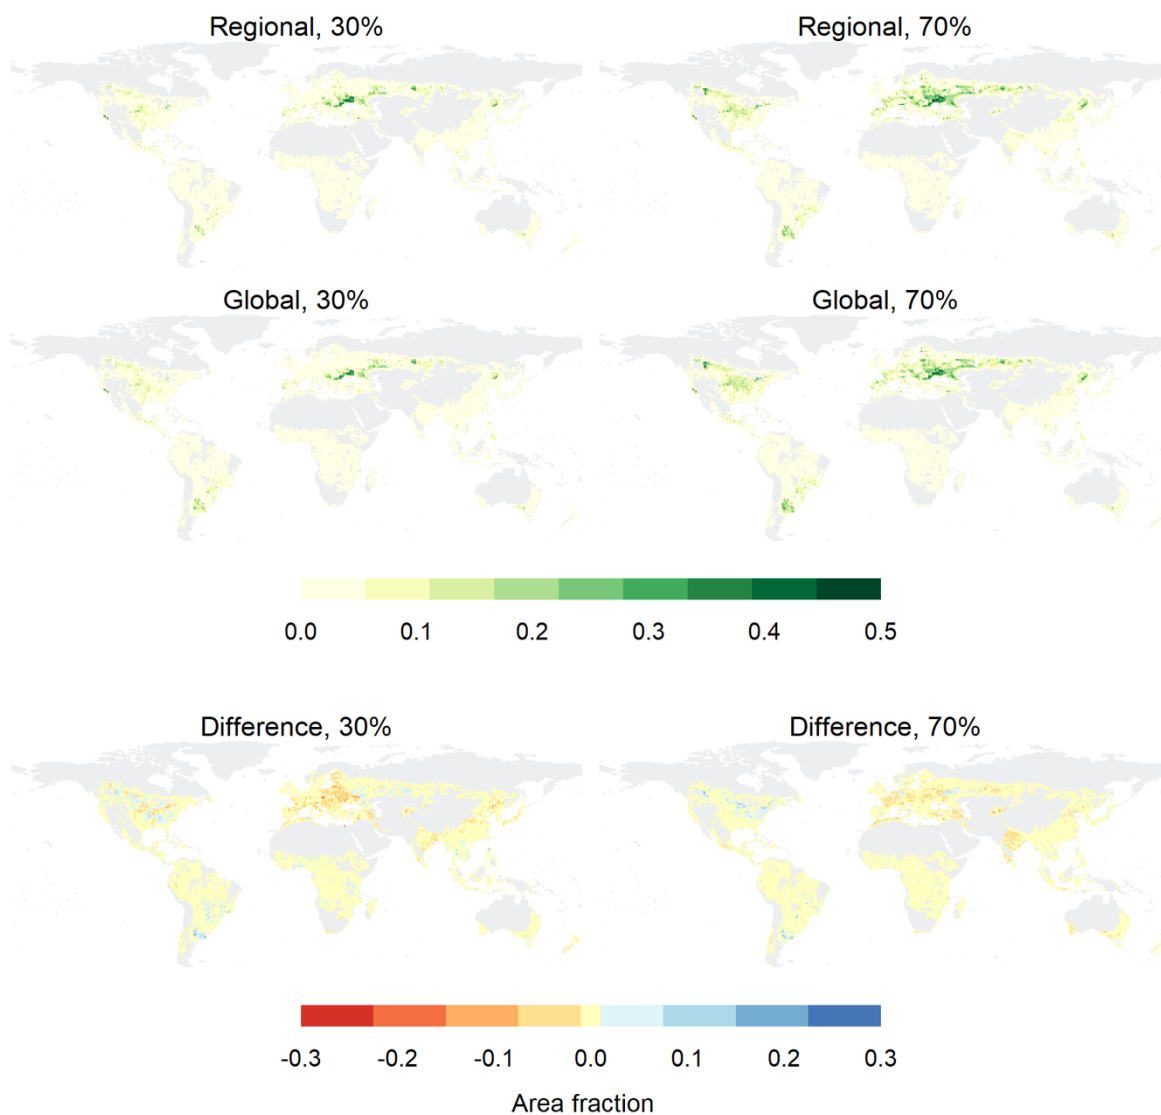 Regional, 30%
Regional, 70%
Global, 30%
Global, 70%
0.0 0.1 0.2 0.3 0.4 0.5
Difference, 30%
Difference, 70%
-0.3 -0.2 -0.1 0.0 0.1 0.2 0.3
Area fraction